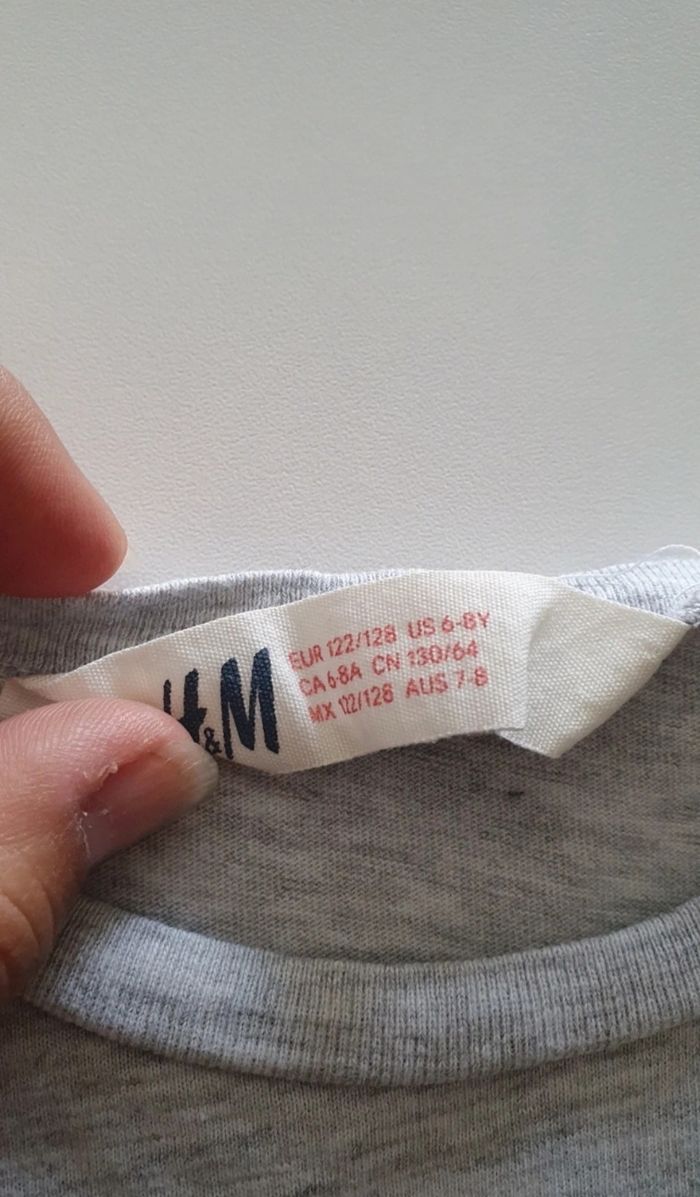 H&M
EUR 122/128 US 6-8Y
CA 6-8A CN 130/64
MX 122/128 AUS 7-8